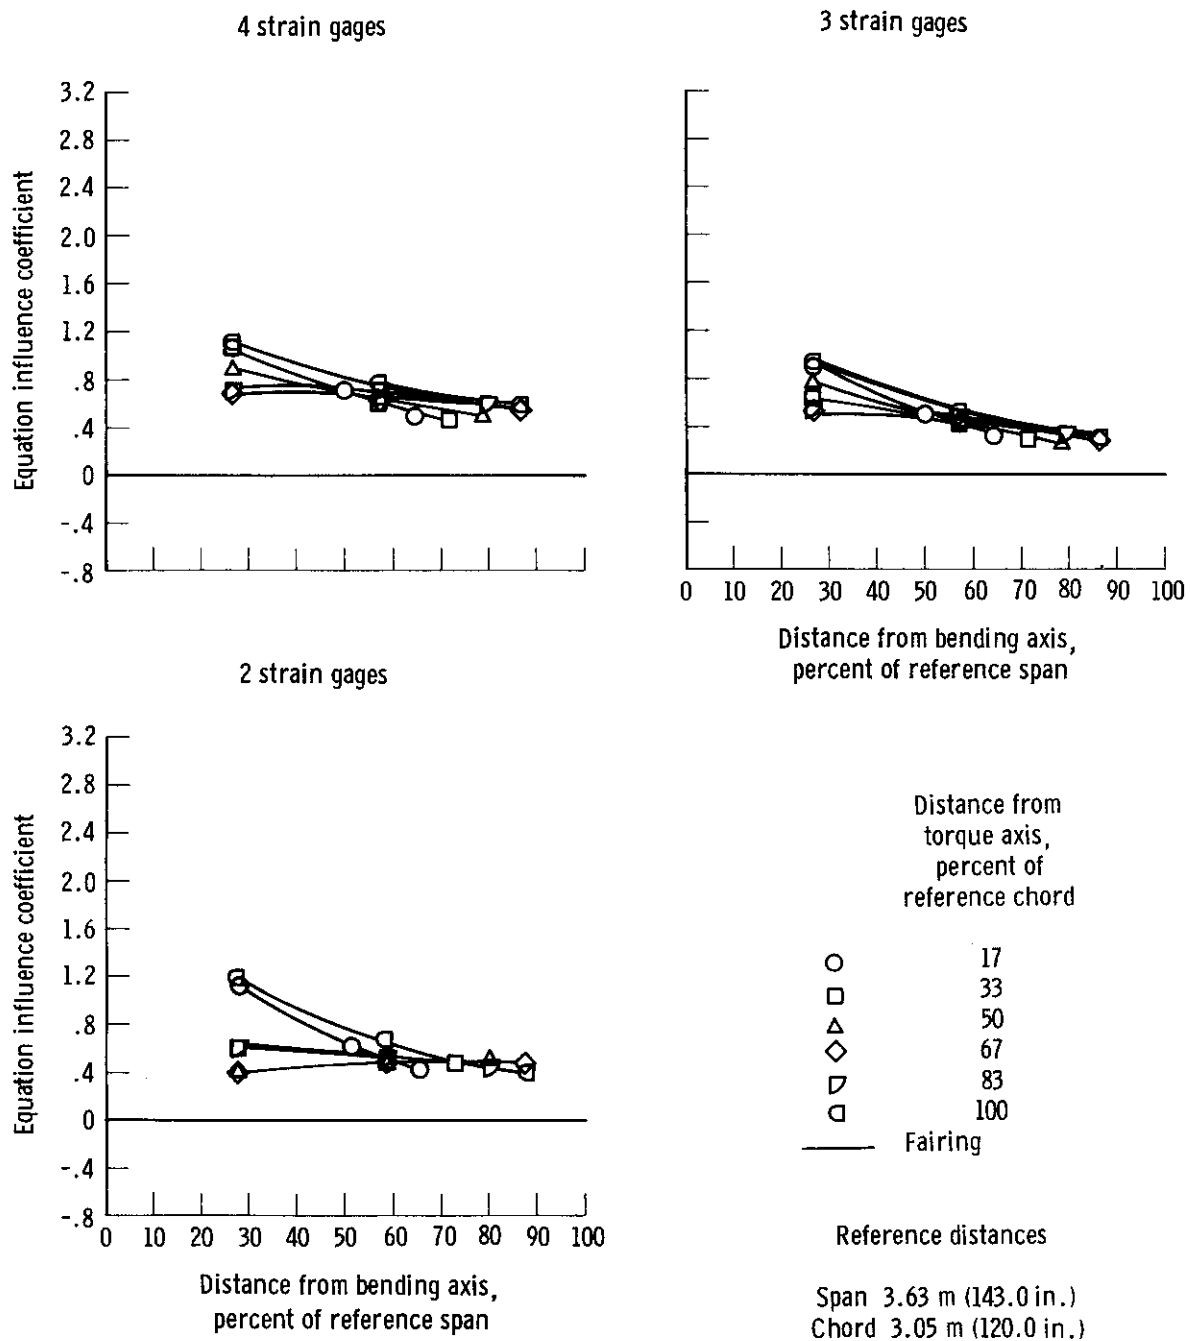 4 strain gages
3.2
2.8
2.4
2.0
1.6
1.2
.8
.4
0
-.4
-.8
Equation influence coefficient
3 strain gages
0 10 20 30 40 50 60 70 80 90 100
Distance from bending axis,
percent of reference span
2 strain gages
3.2
2.8
2.4
2.0
1.6
1.2
.8
.4
0
-.4
-.8
Equation influence coefficient
0 10 20 30 40 50 60 70 80 90 100
Distance from bending axis,
percent of reference span
Distance from
torque axis,
percent of
reference chord
17
33
50
67
83
100
Fairing
Reference distances
Span 3.63 m (143.0 in.)
Chord 3.05 m (120.0 in.)